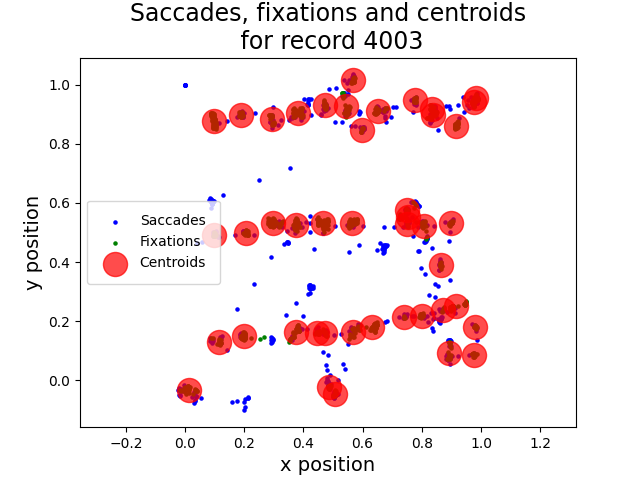 Saccades, fixations and centroids
for record 4003
1.0
0.8
0.6
0.4
0.2
0.0
y position
Saccades
Fixations
Centroids
−0.2 0.0 0.2 0.4 0.6 0.8 1.0 1.2
x position